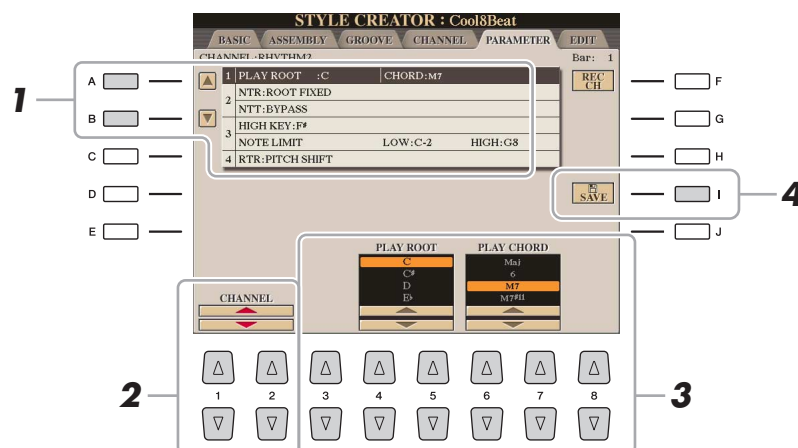 STYLE CREATOR : Cool8Beat
BASIC ASSEMBLY GROOVE CHANNEL PARAMETER EDIT
CHANNEL:RHYTHM2 Bar: 1
1 PLAY ROOT :C CHORD:M7
2 NTR:ROOT FIXED
NTT:BYPASS
3 HIGH KEY:F#
NOTE LIMIT LOW:C-2 HIGH:G8
4 RTR:PITCH SHIFT
REC
CH
SAVE
A
B
C
D
E
F
G
H
I
J
1
4
PLAY ROOT PLAY CHORD
C Maj
C# 6
D M7
E♭ M7#11
CHANNEL
2
3
1 2 3 4 5 6 7 8